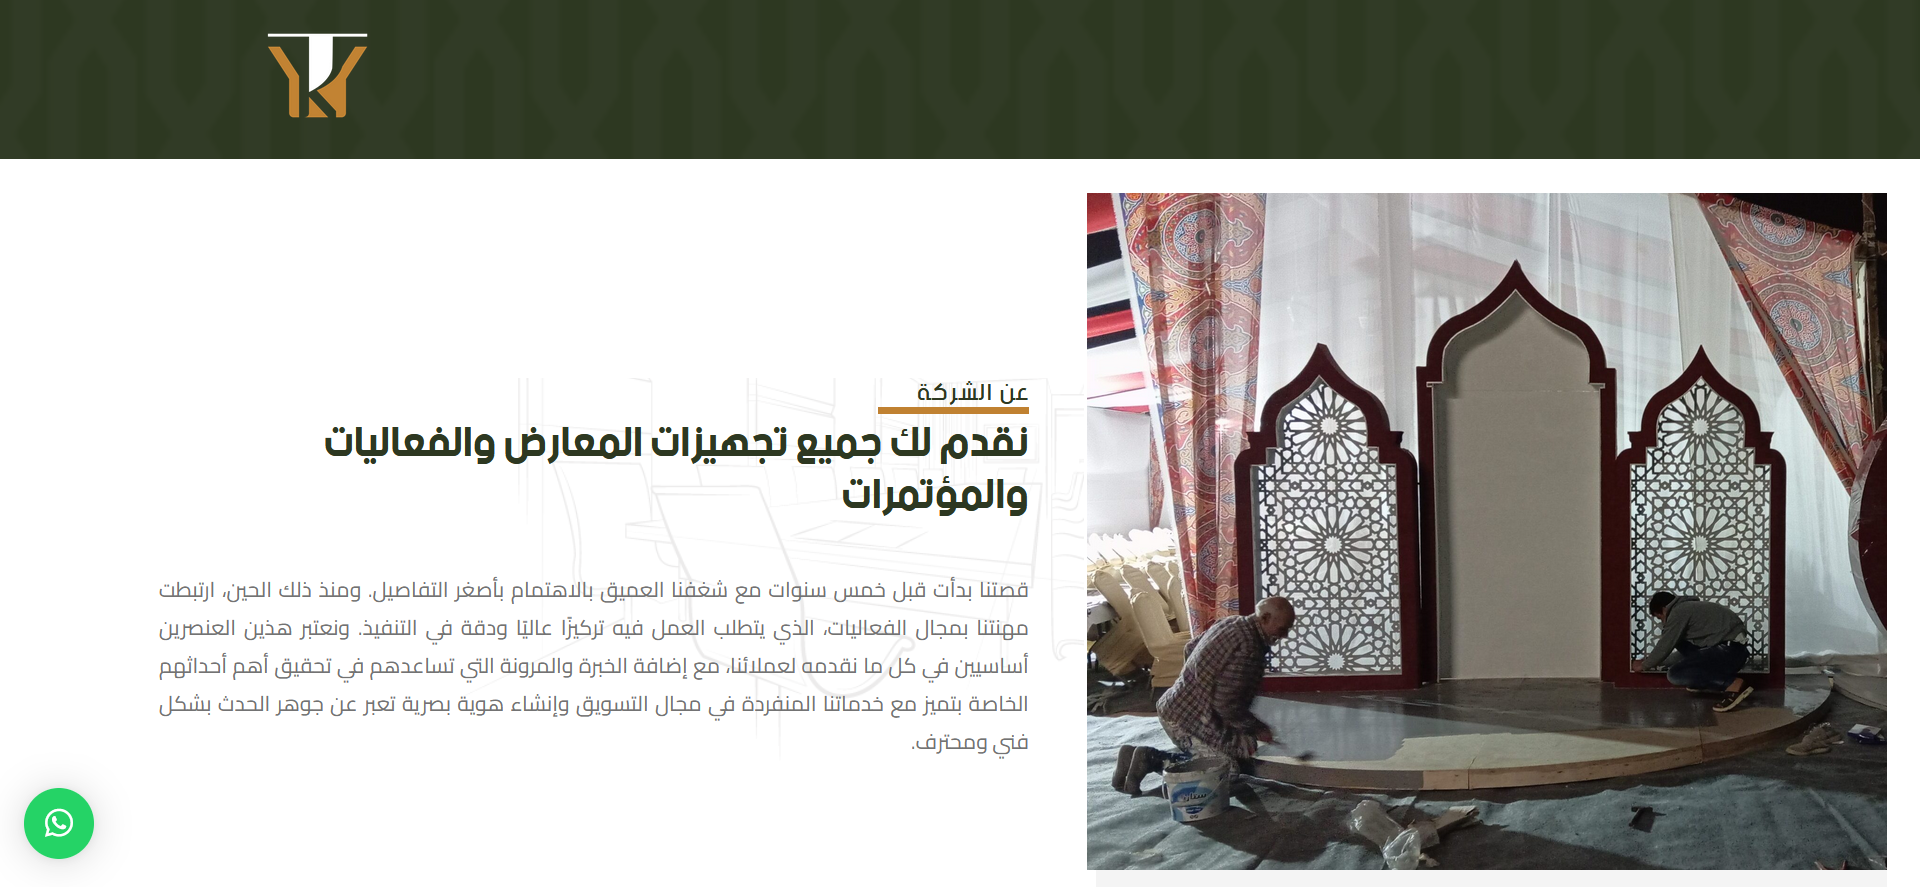 عن الشركة
نقدم لك جميع تجهيزات المعارض والفعاليات
والمؤتمرات
قصتنا بدأت قبل خمس سنوات مع شغفنا العميق بالاهتمام بأصغر التفاصيل. ومنذ ذلك الحين، ارتبطت
مهنتنا بمجال الفعاليات، الذي يتطلب العمل فيه تركيزًا عاليًا ودقة في التنفيذ. ونعتبر هذين العنصرين
أساسيين في كل ما نقدمه لعملائنا، مع إضافة الخبرة والمرونة التي تساعدهم في تحقيق أهم أحداثهم
الخاصة بتميز مع خدماتنا المنفردة في مجال التسويق وإنشاء هوية بصرية تعبر عن جوهر الحدث بشكل
فني ومحترف.